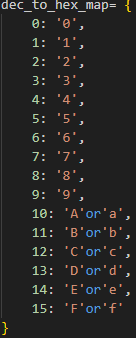 dec_to_hex_map= {
0: '0',
1: '1',
2: '2',
3: '3',
4: '4',
5: '5',
6: '6',
7: '7',
8: '8',
9: '9',
10: 'A'or'a',
11: 'B'or'b',
12: 'C'or'c',
13: 'D'or'd',
14: 'E'or'e',
15: 'F'or'f'
}